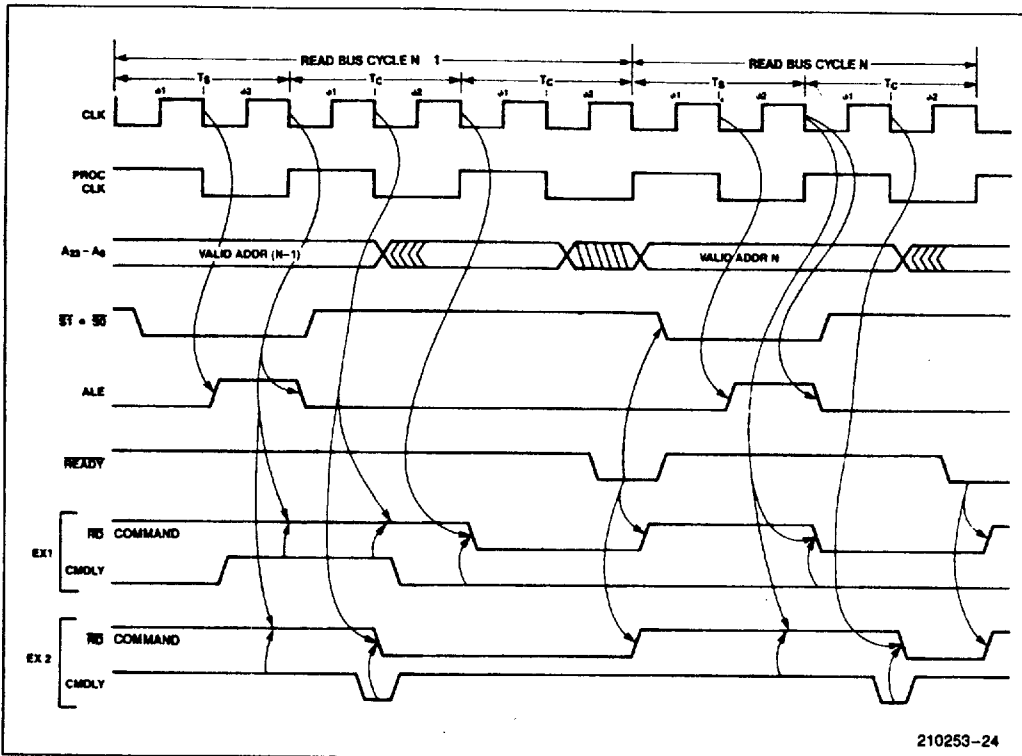 READ BUS CYCLE N 1 READ BUS CYCLE N
TS TC TC TS TC
ϕ1 ϕ2 ϕ1 ϕ2 ϕ1 ϕ2 ϕ1 ϕ2 ϕ1 ϕ2
CLK
PROC
CLK
A23 – A0 VALID ADDR (N–1) VALID ADDR N
S1 • S0
ALE
READY
EX1
RD COMMAND
CMDLY
EX 2
RD COMMAND
CMDLY
210253–24